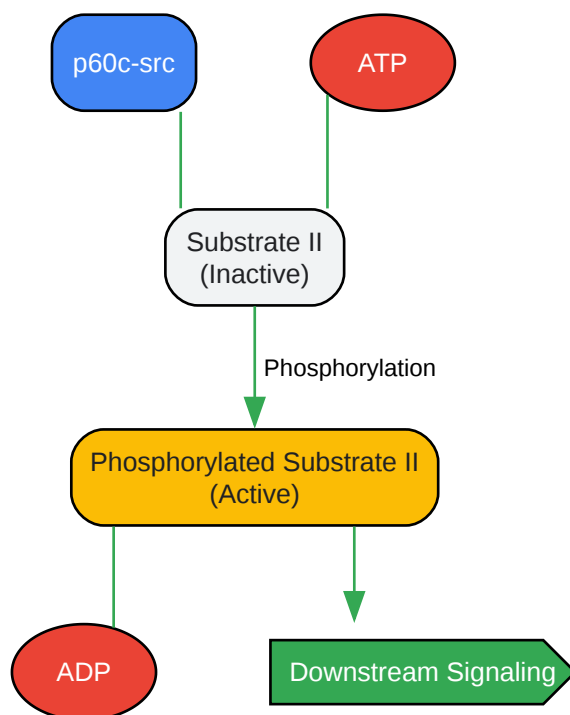 p60c-src
ATP
Substrate II
(Inactive)
Phosphorylation
Phosphorylated Substrate II
(Active)
ADP
Downstream Signaling